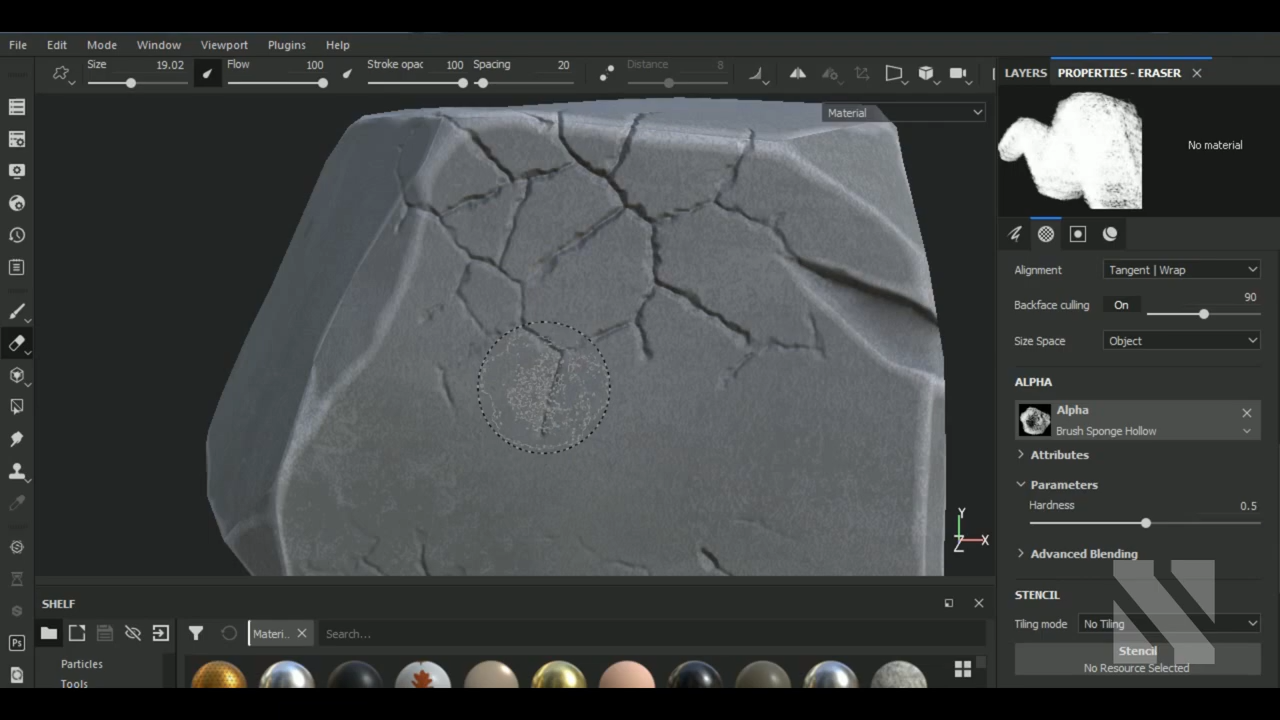 File Edit Mode Window Viewport Plugins Help
Size 19.02 Flow 100 Stroke opac 100 Spacing 20 Distance 8
LAYERS PROPERTIES - ERASER
Material
No material
Alignment Tangent | Wrap
Backface culling On 90
Size Space Object
ALPHA
Alpha
Brush Sponge Hollow
Attributes
Parameters
Hardness 0.5
Advanced Blending
STENCIL
Tiling mode No Tiling
Stencil
No Resource Selected
Y
X
Z
SHELF
Materi.. Search...
Particles
Tools
Ps